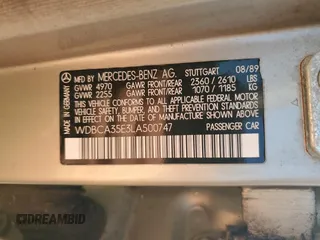 MERCEDES-BENZ AG. STUTTGART 08/89
GVWR 4970 GAWR FRONT/REAR 2360/2610 LBS
GVWR 2255 GAWR FRONT/REAR 1070/1185 KG
THIS VEHICLE CONFORMS TO ALL APPLICABLE U.S. FEDERAL MOTOR VEHICLE
SAFETY, BUMPER, AND THEFT PREVENTION STANDARDS IN EFFECT
ON THE DATE OF MANUFACTURE SHOWN ABOVE.
WDBCA35E3LA500747
PASSENGER CAR
MADE IN GERMANY
DREAMBID